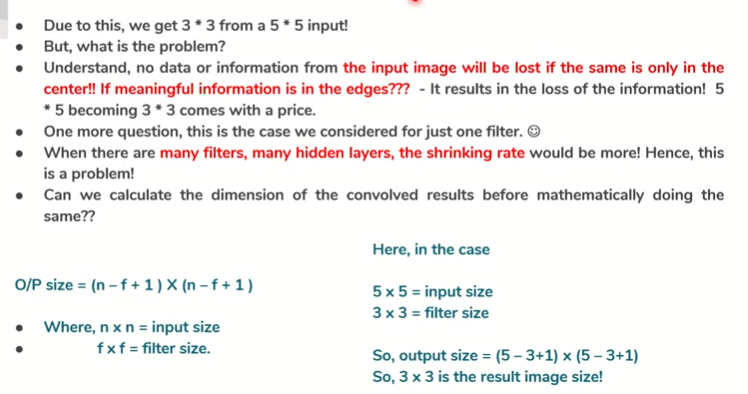 ● Due to this, we get 3 * 3 from a 5 * 5 input!
● But, what is the problem?
● Understand, no data or information from the input image will be lost if the same is only in the
center!! If meaningful information is in the edges??? - It results in the loss of the information! 5
* 5 becoming 3 * 3 comes with a price.
● One more question, this is the case we considered for just one filter. ☺
● When there are many filters, many hidden layers, the shrinking rate would be more! Hence, this
is a problem!
● Can we calculate the dimension of the convolved results before mathematically doing the
same??
O/P size = (n – f + 1 ) X (n – f + 1 )
● Where, n x n = input size
● f x f = filter size.
Here, in the case
5 x 5 = input size
3 x 3 = filter size
So, output size = (5 – 3+1) x (5 – 3+1)
So, 3 x 3 is the result image size!